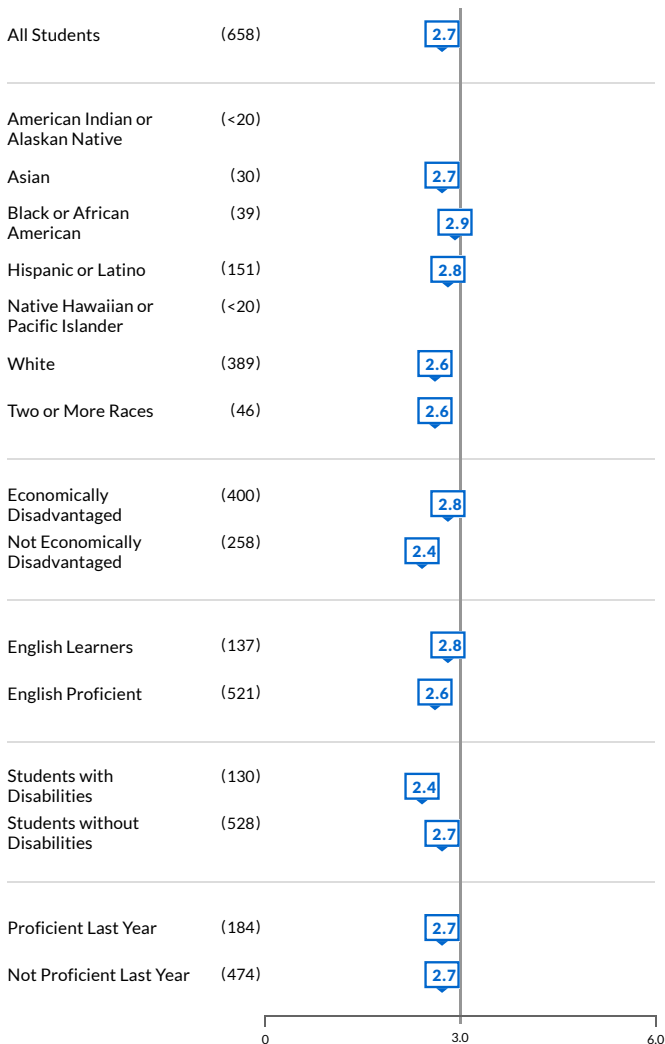 All Students (658) 2.7
American Indian or (<20)
Alaskan Native
Asian (30) 2.7
Black or African (39) 2.9
American
Hispanic or Latino (151) 2.8
Native Hawaiian or (<20)
Pacific Islander
White (389) 2.6
Two or More Races (46) 2.6
Economically (400) 2.8
Disadvantaged
Not Economically (258) 2.4
Disadvantaged
English Learners (137) 2.8
English Proficient (521) 2.6
Students with (130) 2.4
Disabilities
Students without (528) 2.7
Disabilities
Proficient Last Year (184) 2.7
Not Proficient Last Year (474) 2.7
0 3.0 6.0